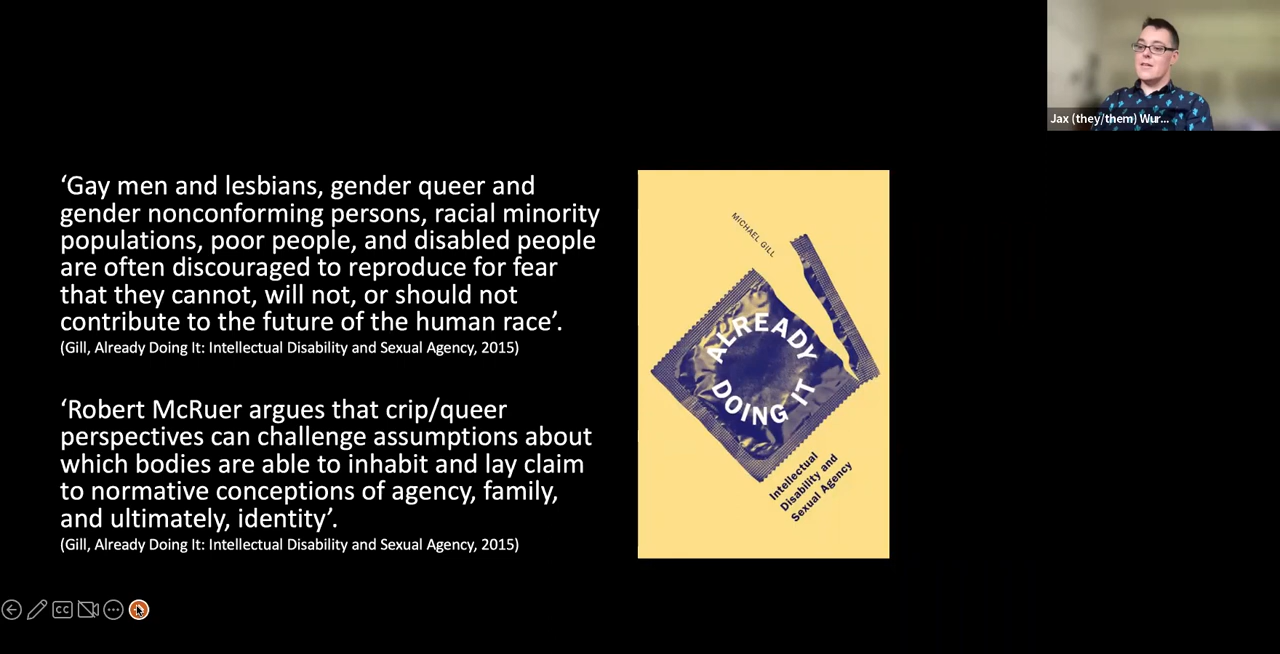 Jax (they/them) Wur...
‘Gay men and lesbians, gender queer and
gender nonconforming persons, racial minority
populations, poor people, and disabled people
are often discouraged to reproduce for fear
that they cannot, will not, or should not
contribute to the future of the human race’.
(Gill, Already Doing It: Intellectual Disability and Sexual Agency, 2015)
‘Robert McRuer argues that crip/queer
perspectives can challenge assumptions about
which bodies are able to inhabit and lay claim
to normative conceptions of agency, family,
and ultimately, identity’.
(Gill, Already Doing It: Intellectual Disability and Sexual Agency, 2015)
MICHAEL GILL
ALREADY
DOING IT
Intellectual
Disability and
Sexual Agency
CC